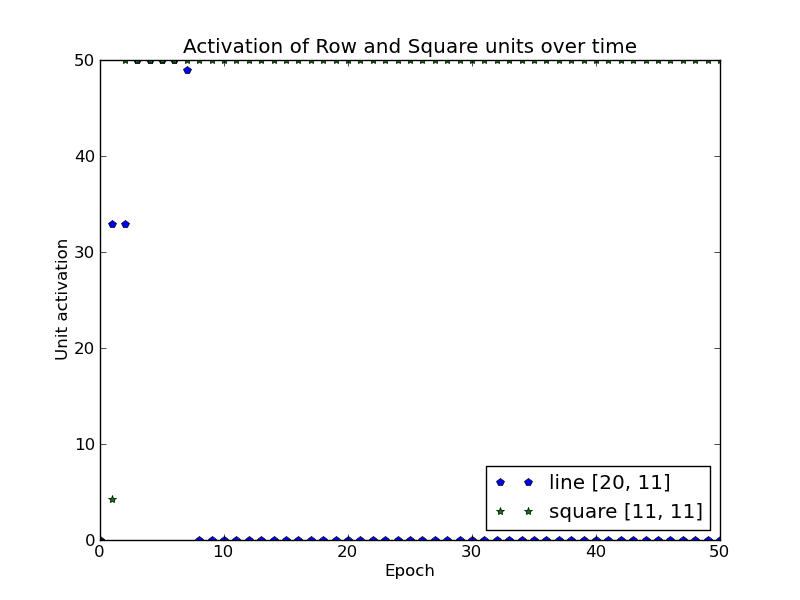 Activation of Row and Square units over time
50
40
30
20
10
0
Unit activation
line [20, 11]
square [11, 11]
0 10 20 30 40 50
Epoch